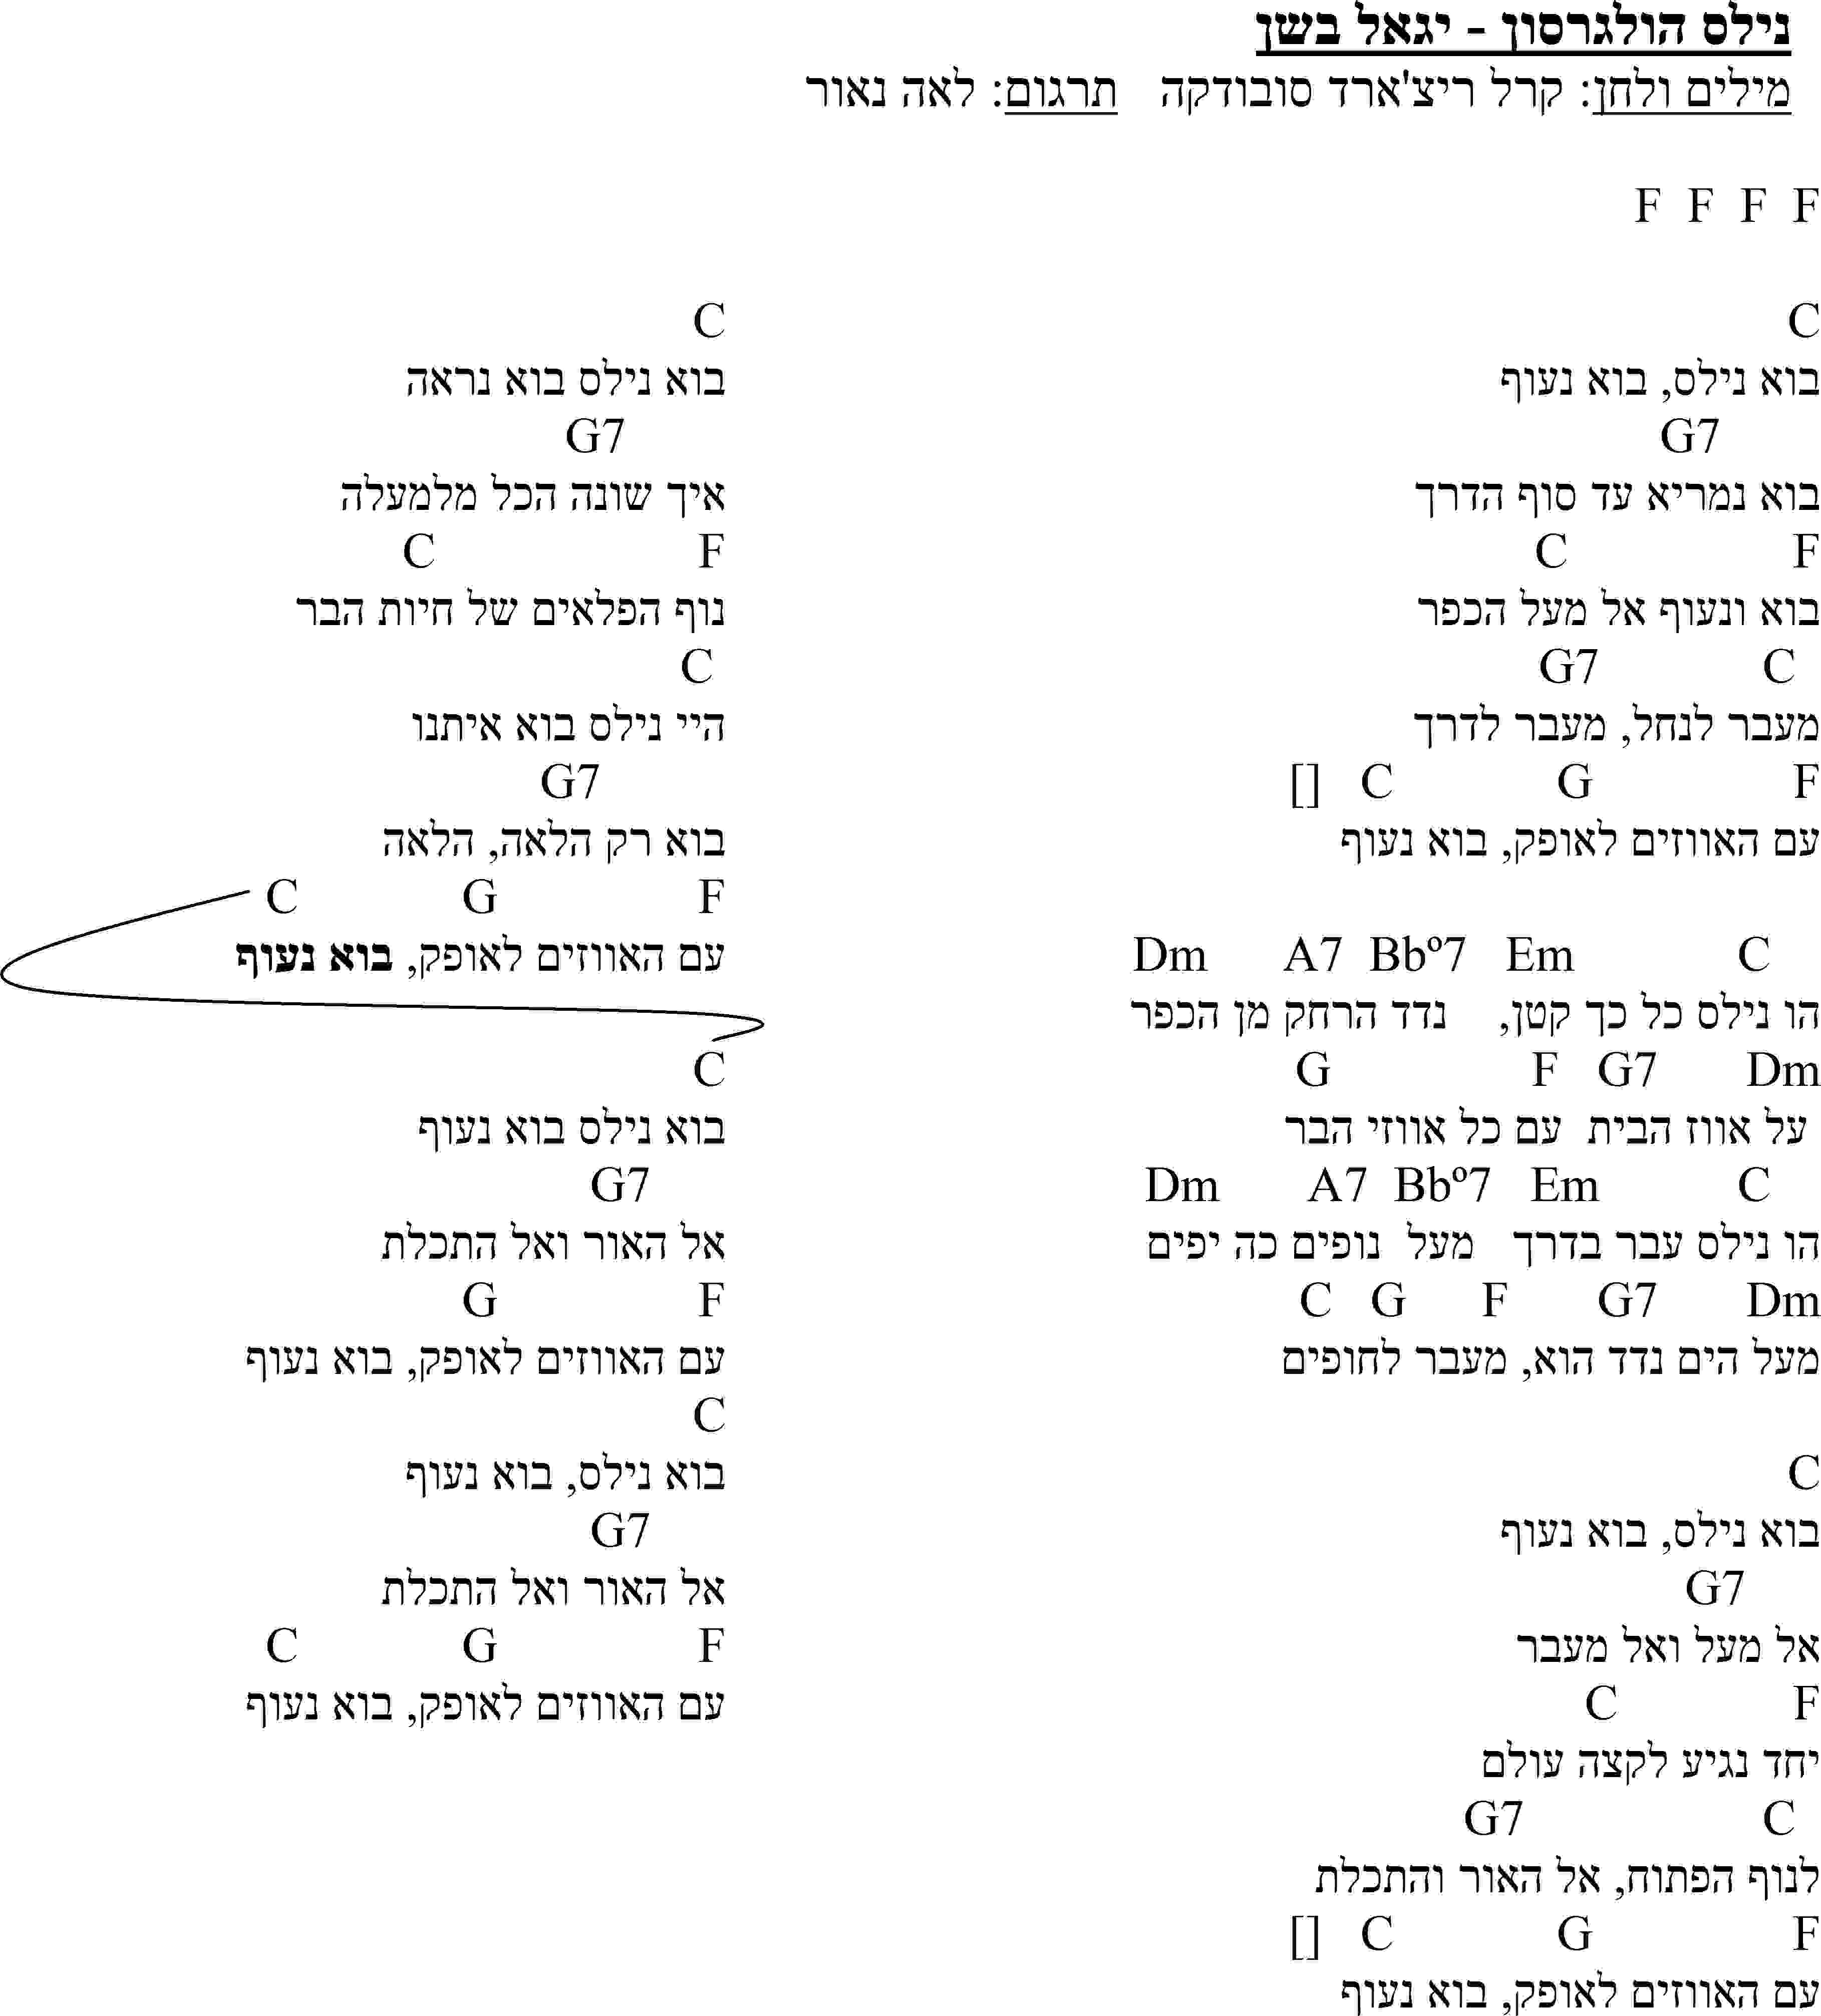 נילס הולגרסון - יגאל בשן
מילים ולחן: קרל ריצ'ארד סובודקה   תרגום: לאה נאור
F  F  F  F
C
בוא נילס, בוא נעוף
G7
בוא נמריא עד סוף הדרך
F  C
בוא ונעוף אל מעל הכפר
C  G7
מעבר לנחל, מעבר לדרך
F  G  C  []
עם האווזים לאופק, בוא נעוף
C  Em  Bbº7  A7  Dm
הו נילס כל כך קטן,   נדד הרחק מן הכפר
Dm  G7  F  G
על אווז הבית  עם כל אווזי הבר
C  Em  Bbº7  A7  Dm
הו נילס עבר בדרך   מעל  נופים כה יפים
Dm  G7  F  G  C
מעל הים נדד הוא, מעבר לחופים
C
בוא נילס, בוא נעוף
G7
אל מעל ואל מעבר
F  C
יחד נגיע לקצה עולם
C  G7
לנוף הפתוח, אל האור והתכלת
F  G  C  []
עם האווזים לאופק, בוא נעוף
C
בוא נילס בוא נראה
G7
איך שונה הכל מלמעלה
F  C
נוף הפלאים של חיות הבר
C
היי נילס בוא איתנו
G7
בוא רק הלאה, הלאה
F  G  C
עם האווזים לאופק, בוא נעוף
C
בוא נילס בוא נעוף
G7
אל האור ואל התכלת
F  G
עם האווזים לאופק, בוא נעוף
C
בוא נילס, בוא נעוף
G7
אל האור ואל התכלת
F  G  C
עם האווזים לאופק, בוא נעוף